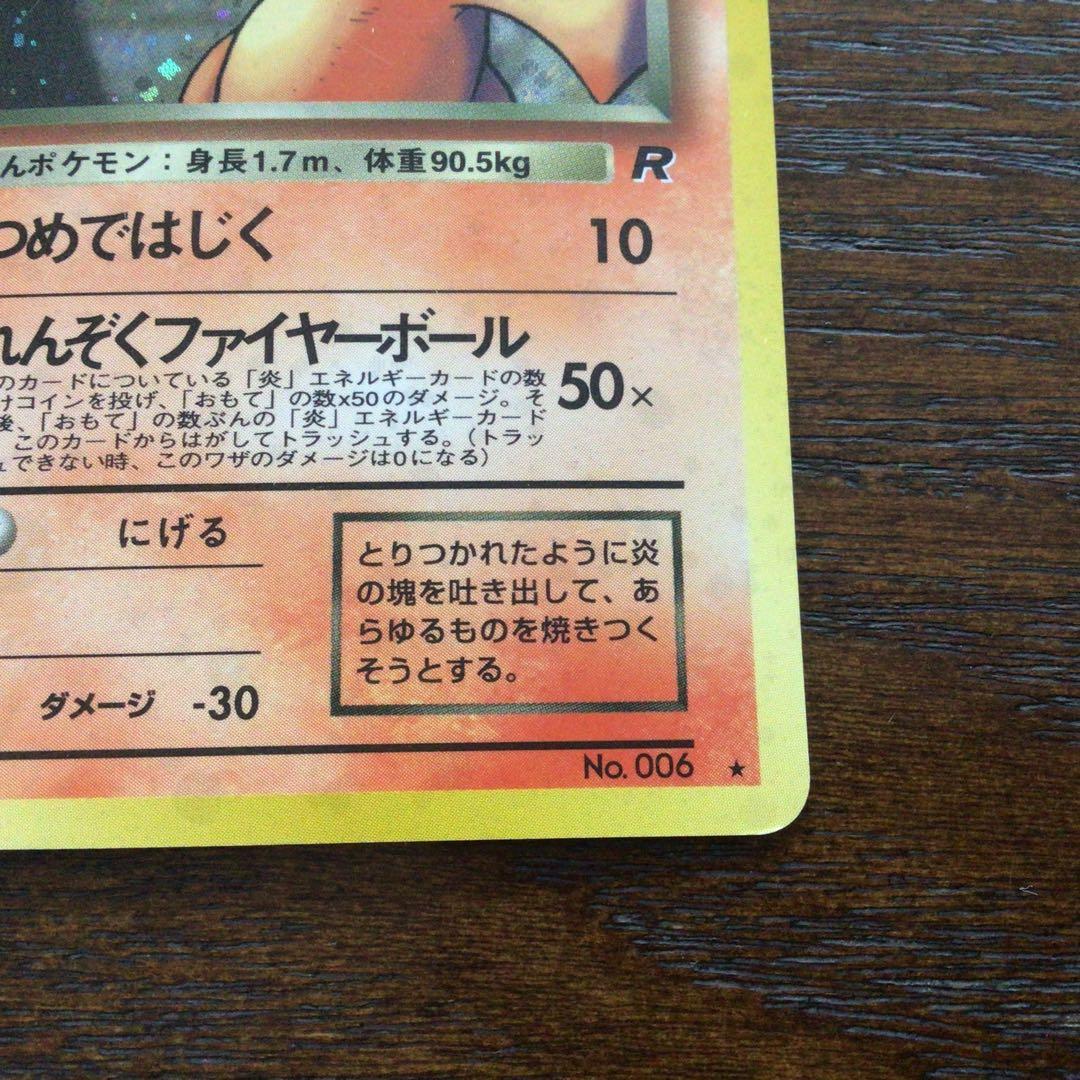 んポケモン：身長1.7m、体重90.5kg R
つめではじく 10
れんぞくファイヤーボール
のカードについている「炎」エネルギーカードの数
けコインを投げ、「おもて」の数x50のダメージ。そ
後、「おもて」の数ぶんの「炎」エネルギーカード
、このカードからはがしてトラッシュする。（トラッ
ュできない時、このワザのダメージは0になる）
50×
にげる
とりつかれたように炎
の塊を吐き出して、あ
らゆるものを焼きつく
そうとする。
ダメージ -30
No. 006 ★